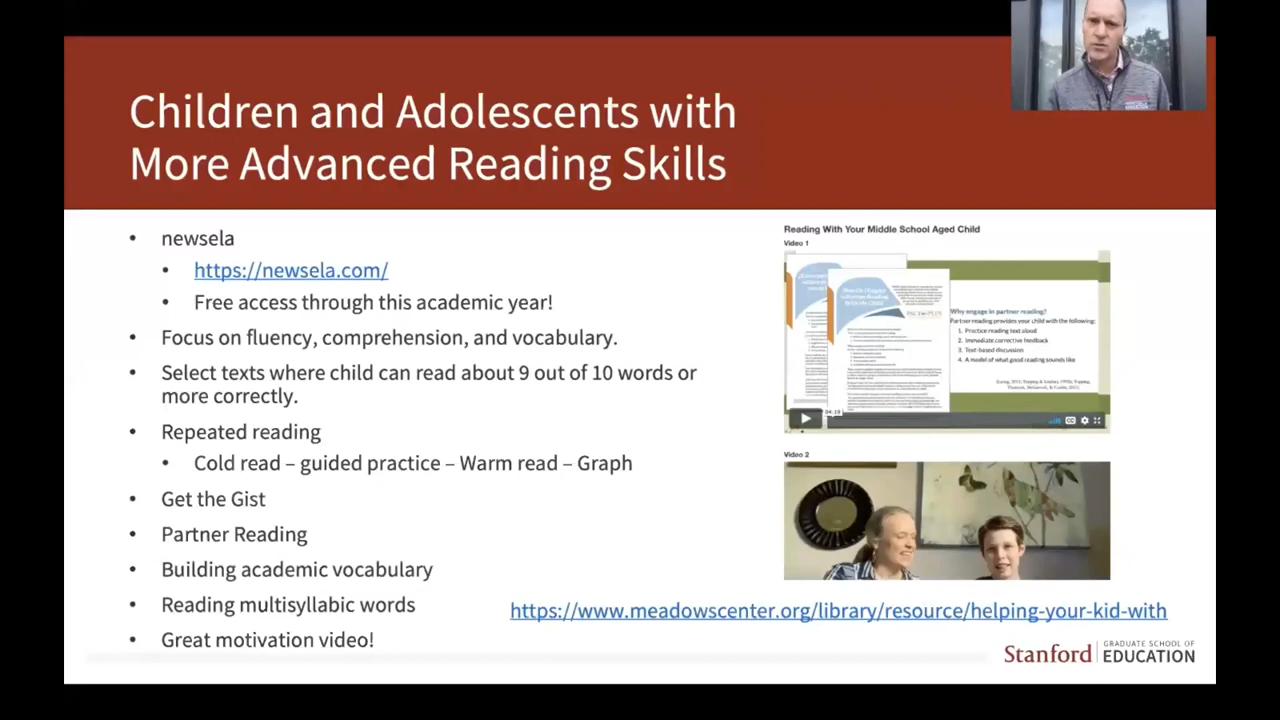 Children and Adolescents with
More Advanced Reading Skills
• newsela
• https://newsela.com/
• Free access through this academic year!
• Focus on fluency, comprehension, and vocabulary.
• Select texts where child can read about 9 out of 10 words or
more correctly.
• Repeated reading
• Cold read – guided practice – Warm read – Graph
• Get the Gist
• Partner Reading
• Building academic vocabulary
• Reading multisyllabic words
• Great motivation video!
Reading With Your Middle School Aged Child
Video 1
Why engage in partner reading?
Partner reading provides your child with the following:
1. Practice reading text aloud
2. Immediate corrective feedback
3. Text-based discussion
4. A model of what good reading sounds like
04:19
CC
Video 2
https://www.meadowscenter.org/library/resource/helping-your-kid-with
Stanford
GRADUATE SCHOOL OF
EDUCATION